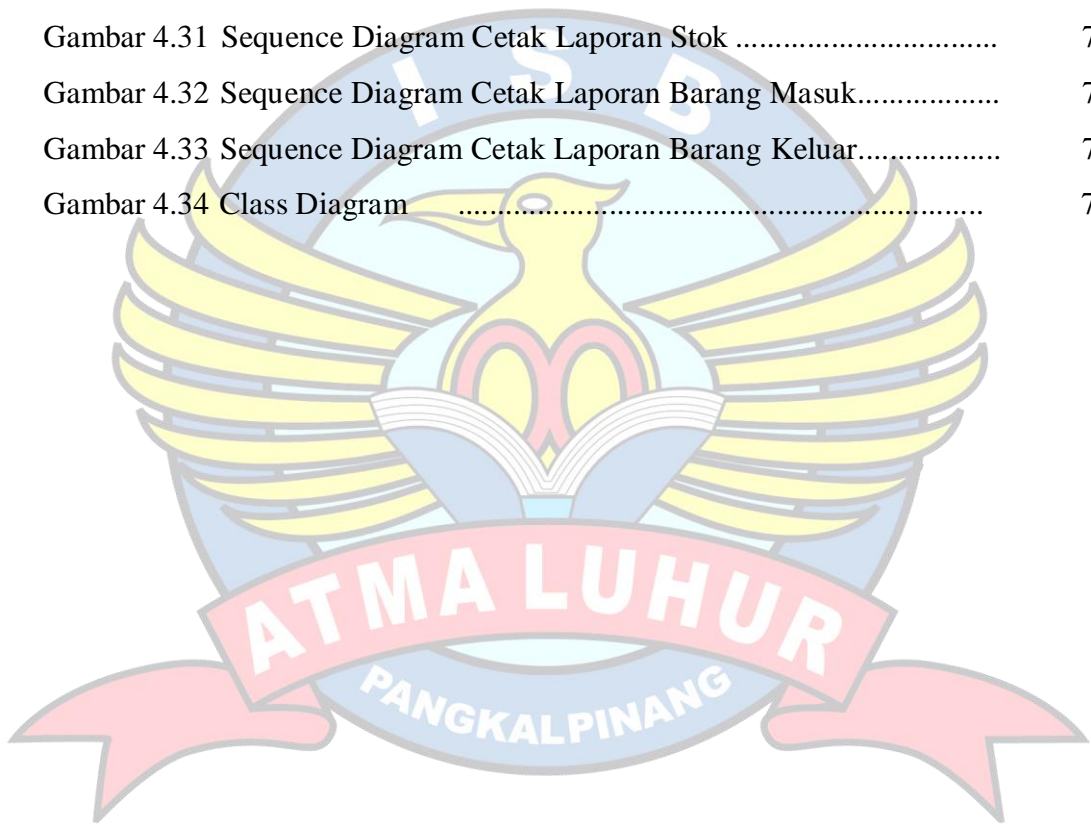 Gambar 4.31 Sequence Diagram Cetak Laporan Stok ................................. 7
Gambar 4.32 Sequence Diagram Cetak Laporan Barang Masuk.................. 7
Gambar 4.33 Sequence Diagram Cetak Laporan Barang Keluar.................. 7
Gambar 4.34 Class Diagram .................................................................. 7
I S B
ATMA LUHUR
PANGKALPINANG